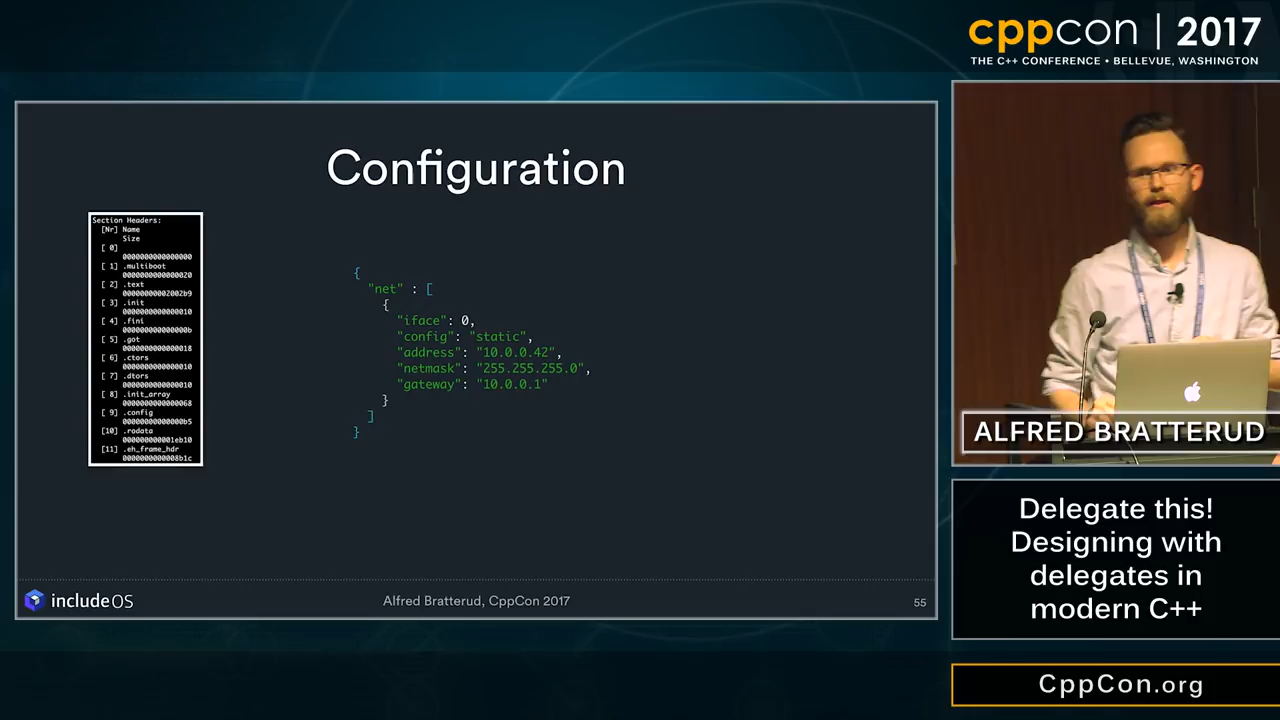 cppcon | 2017
THE C++ CONFERENCE • BELLEVUE, WASHINGTON
Configuration
Section Headers:
[Nr] Name
Size
[ 0]
0000000000000000
[ 1] .multiboot
0000000000000020
[ 2] .text
00000000002002b9
[ 3] .init
0000000000000010
[ 4] .fini
000000000000000b
[ 5] .got
0000000000000018
[ 6] .ctors
0000000000000010
[ 7] .dtors
0000000000000010
[ 8] .init_array
0000000000000068
[ 9] .config
00000000000000b5
[10] .rodata
000000000001eb10
[11] .eh_frame_hdr
0000000000008b1c
{
"net" : [
{
"iface": 0,
"config": "static",
"address": "10.0.0.42",
"netmask": "255.255.255.0",
"gateway": "10.0.0.1"
}
]
}
includeOS
Alfred Bratterud, CppCon 2017
55
ALFRED BRATTERUD
Delegate this!
Designing with
delegates in
modern C++
CppCon.org